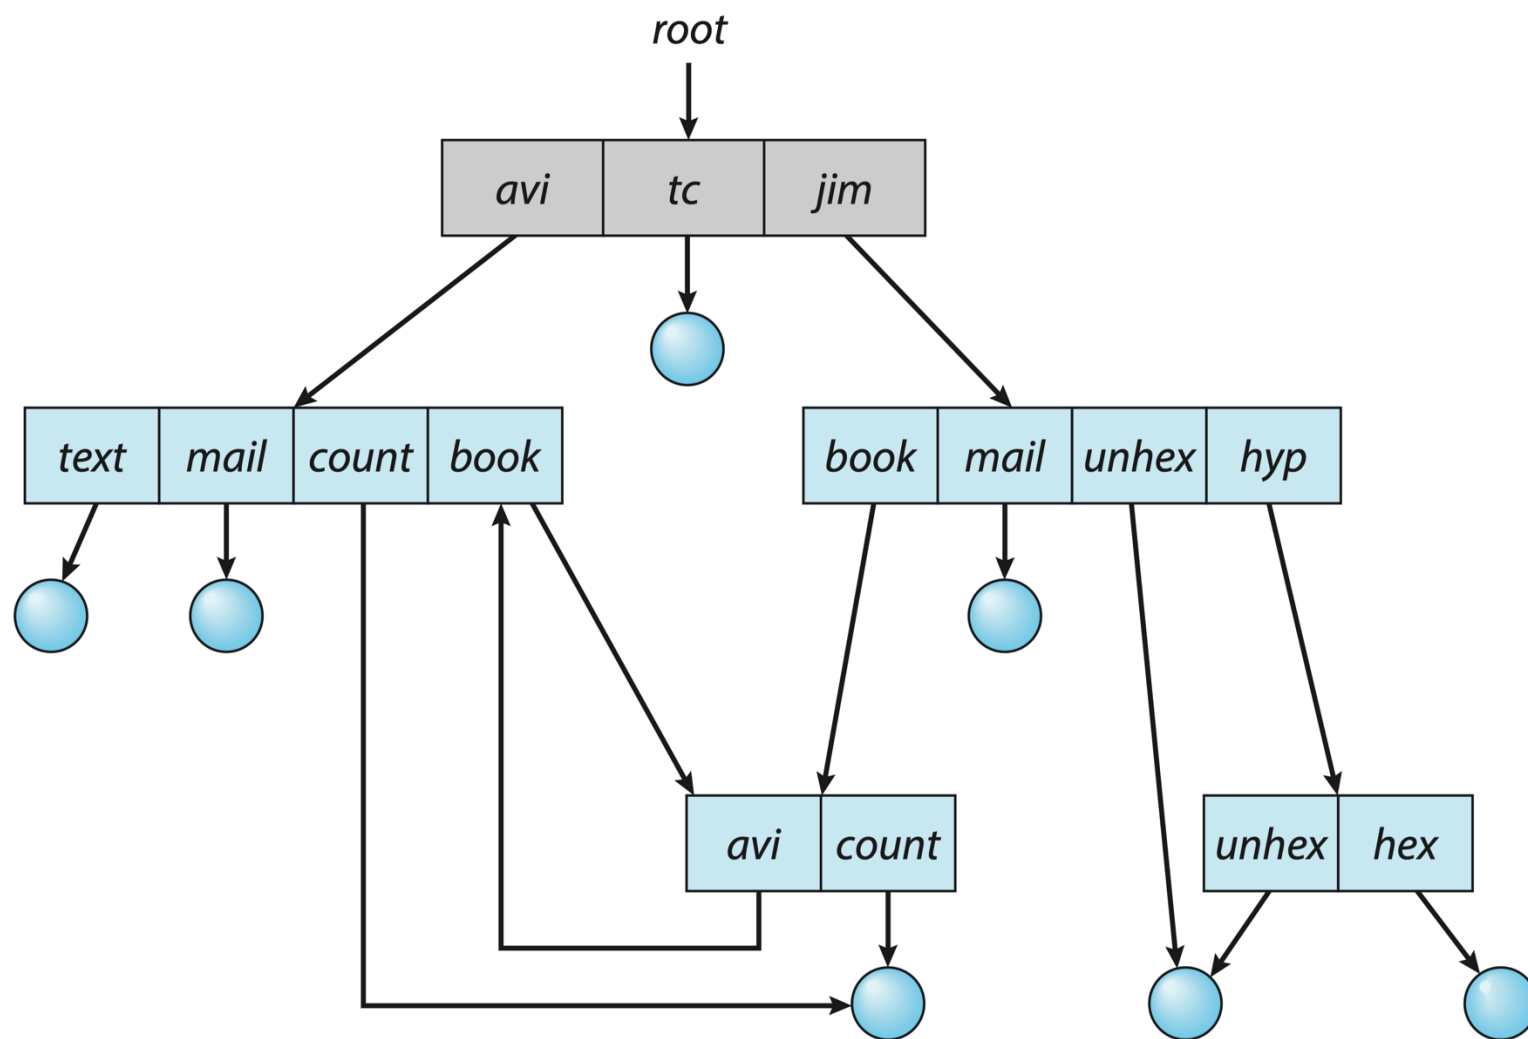 root
avi tc jim
text mail count book
book mail unhex hyp
avi count
unhex hex